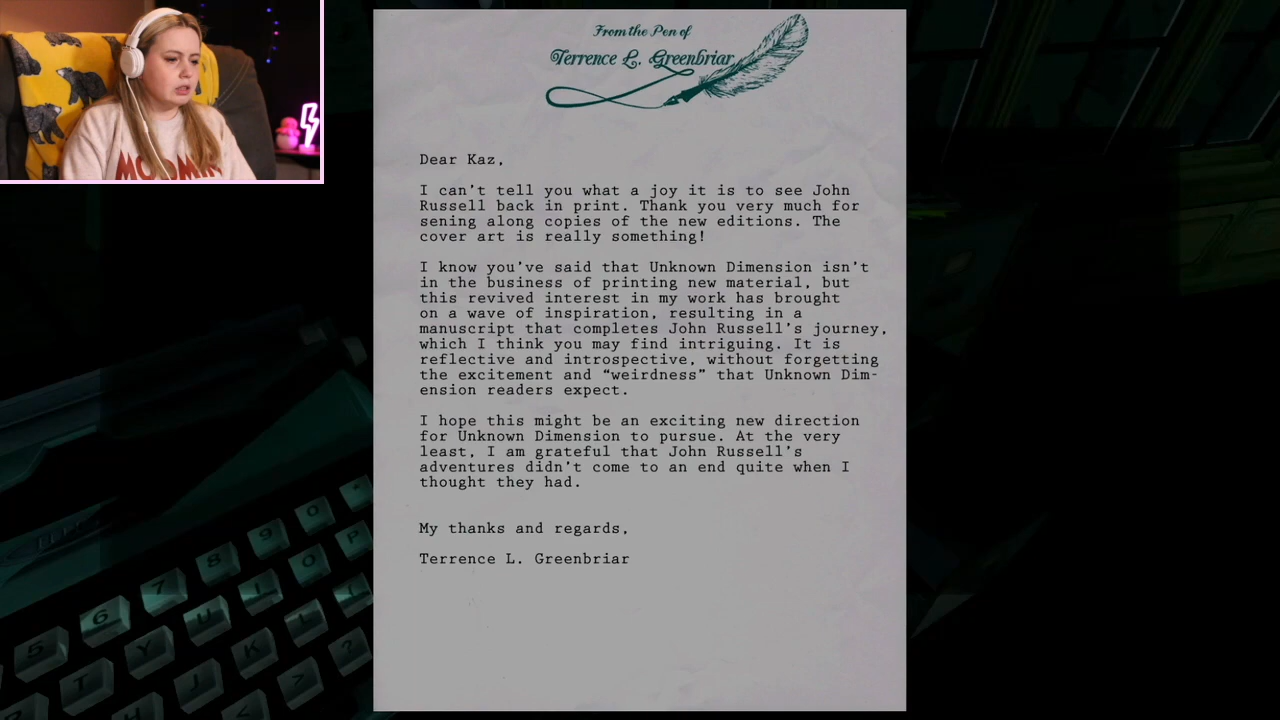 From the Pen of
Terrence L. Greenbriar
Dear Kaz,
I can't tell you what a joy it is to see John
Russell back in print. Thank you very much for
sening along copies of the new editions. The
cover art is really something!
I know you've said that Unknown Dimension isn't
in the business of printing new material, but
this revived interest in my work has brought
on a wave of inspiration, resulting in a
manuscript that completes John Russell's journey,
which I think you may find intriguing. It is
reflective and introspective, without forgetting
the excitement and “weirdness” that Unknown Dim-
ension readers expect.
I hope this might be an exciting new direction
for Unknown Dimension to pursue. At the very
least, I am grateful that John Russell's
adventures didn't come to an end quite when I
thought they had.
My thanks and regards,
Terrence L. Greenbriar
5 6 7 8 9 0
T Y U I O P
H J K L
< > ?